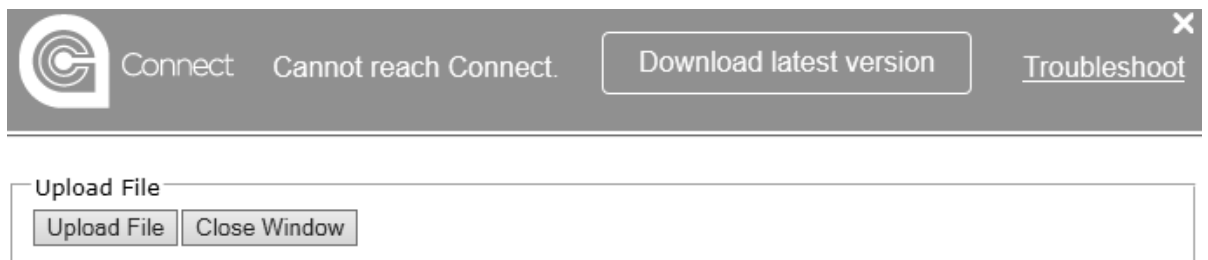 Connect Cannot reach Connect. Download latest version Troubleshoot
Upload File
Upload File Close Window